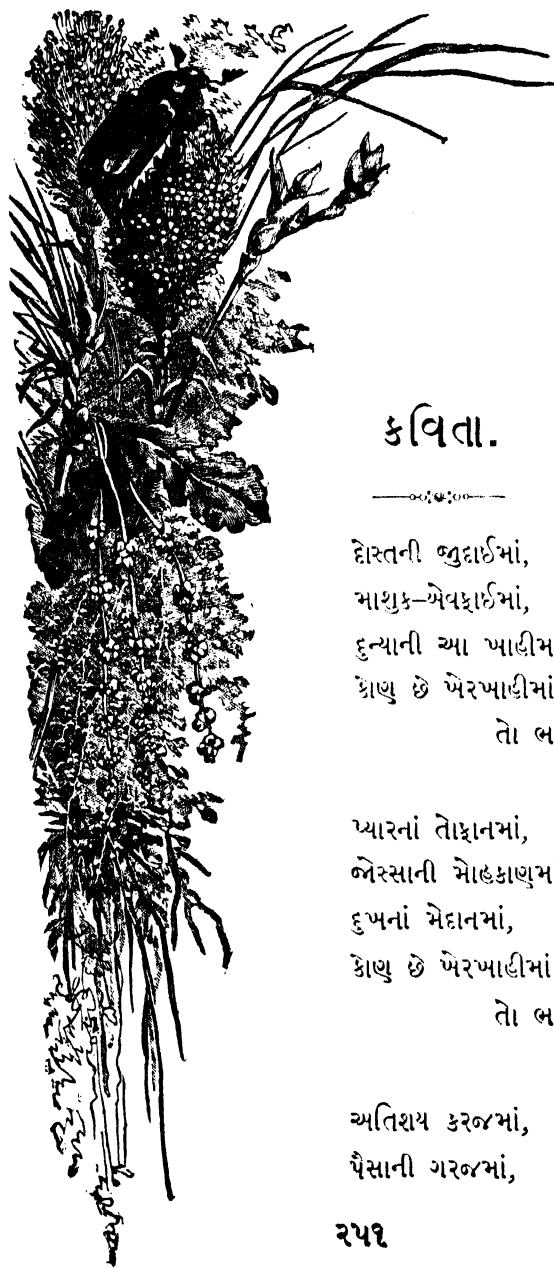 કવિતા.
દોસ્તની જુદાઈમાં,
માશુક–બેવફાઈમાં,
દુન્યાની આ ખાહીમ
કોણ છે ખેરખાહીમાં
તો ભ
પ્યારનાં તોફાનમાં,
જોસ્સાની મોહકાણમ
દુખનાં મેદાનમાં,
કોણ છે ખેરખાહીમાં
તો ભ
અતિશય કરજમાં,
પૈસાની ગરજમાં,
૨૫૧